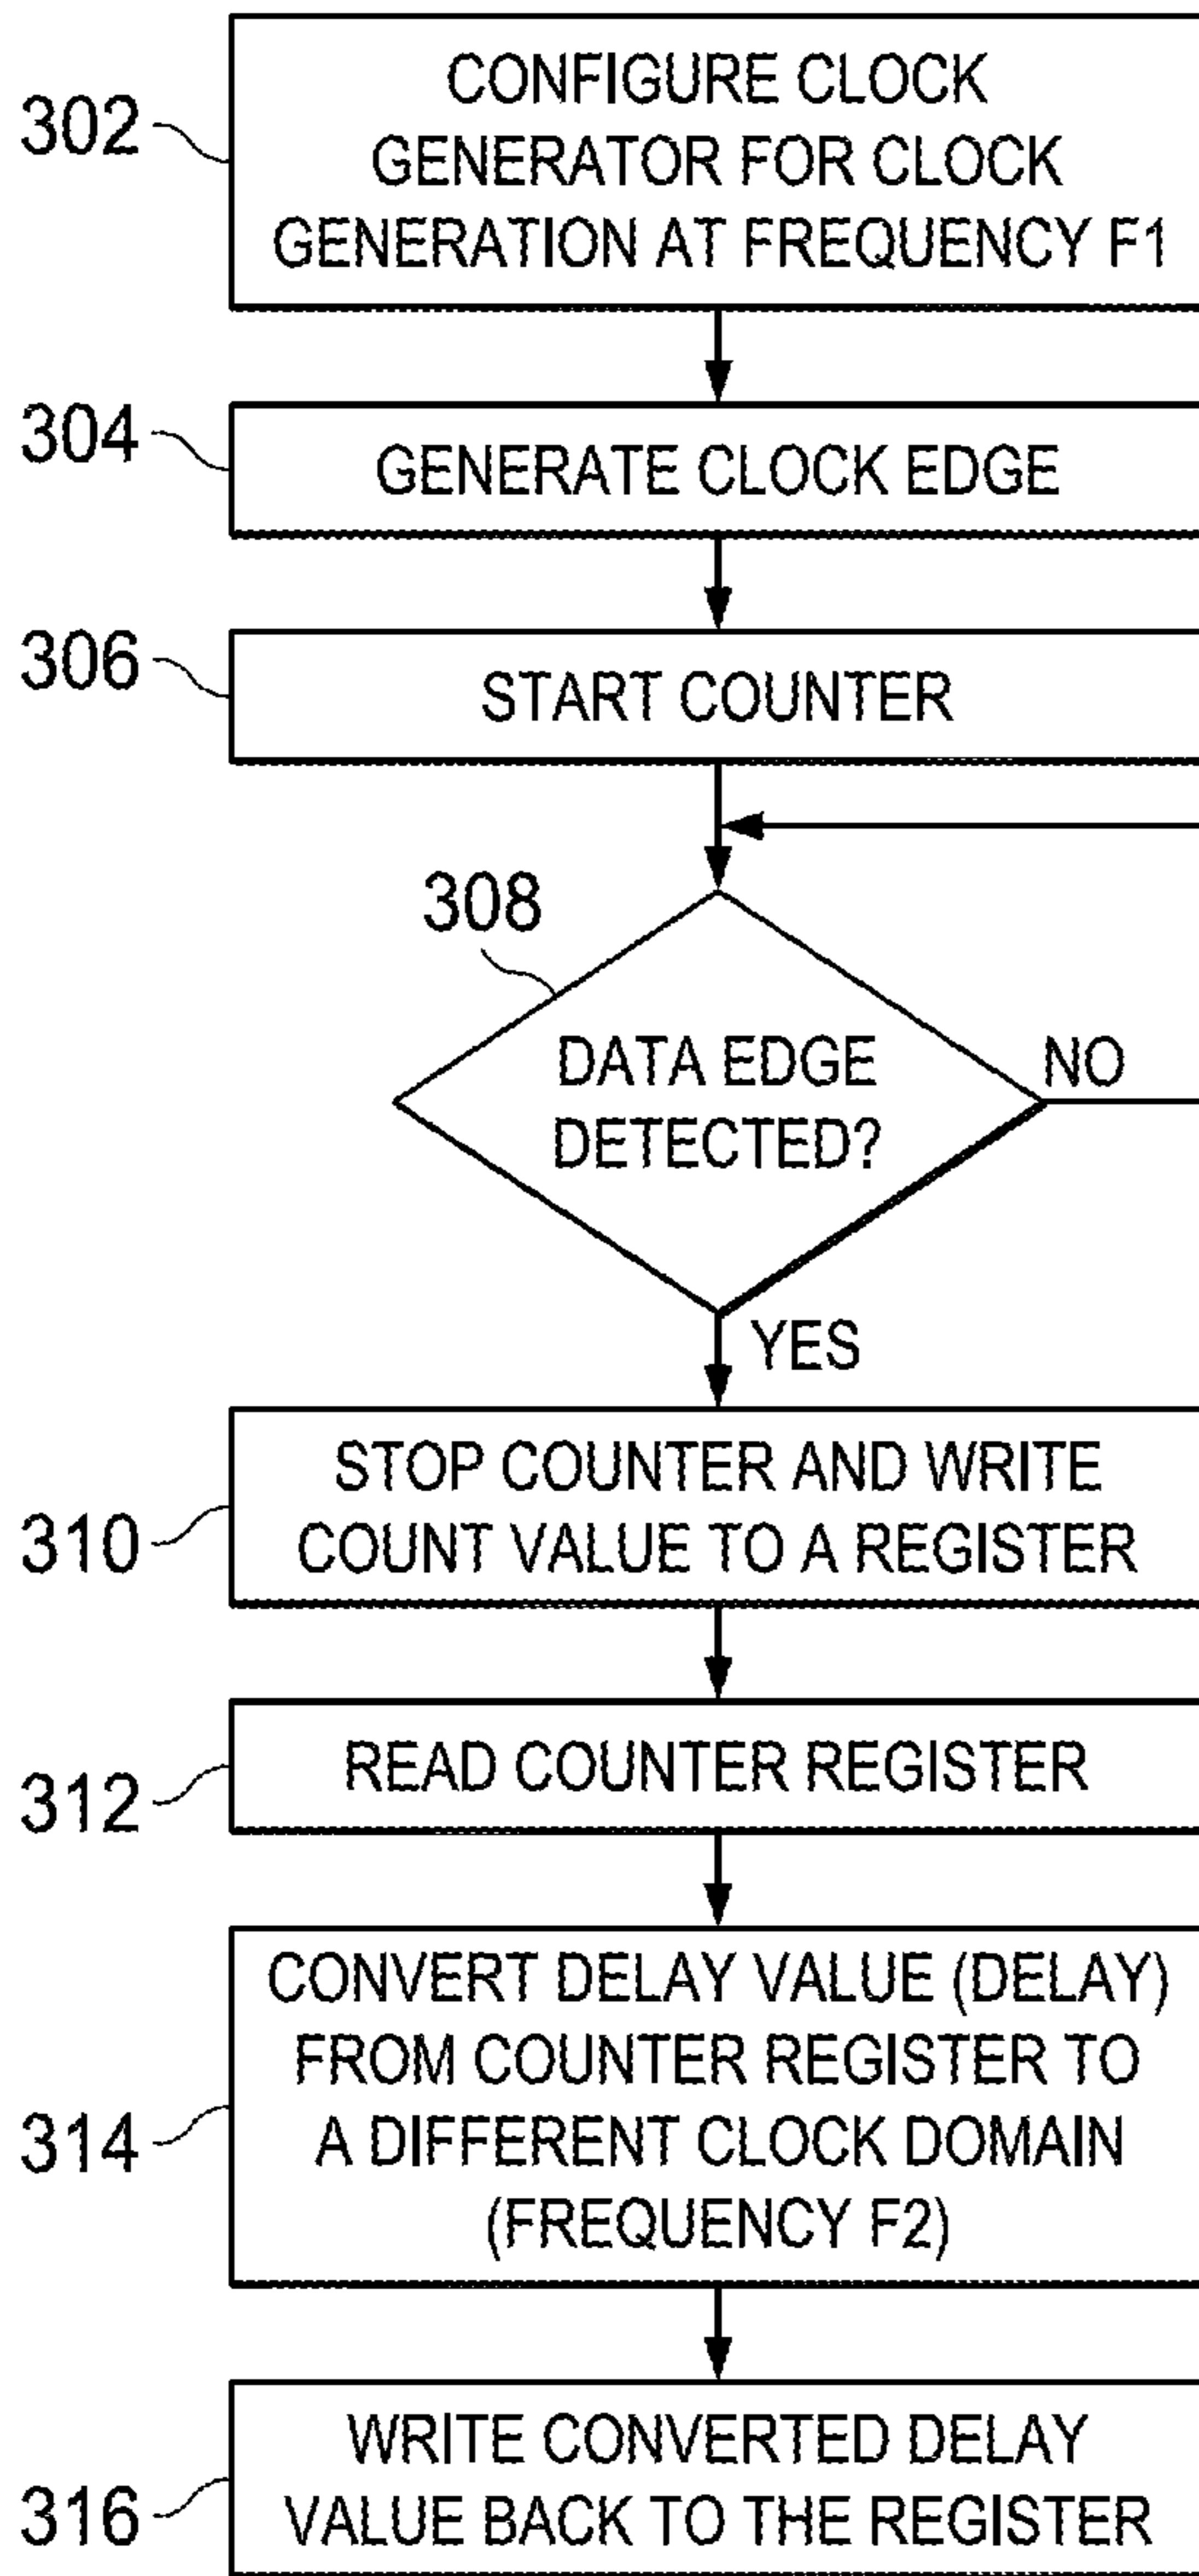 302
CONFIGURE CLOCK
GENERATOR FOR CLOCK
GENERATION AT FREQUENCY F1
304
GENERATE CLOCK EDGE
306
START COUNTER
308
DATA EDGE
DETECTED?
NO
YES
310
STOP COUNTER AND WRITE
COUNT VALUE TO A REGISTER
312
READ COUNTER REGISTER
314
CONVERT DELAY VALUE (DELAY)
FROM COUNTER REGISTER TO
A DIFFERENT CLOCK DOMAIN
(FREQUENCY F2)
316
WRITE CONVERTED DELAY
VALUE BACK TO THE REGISTER